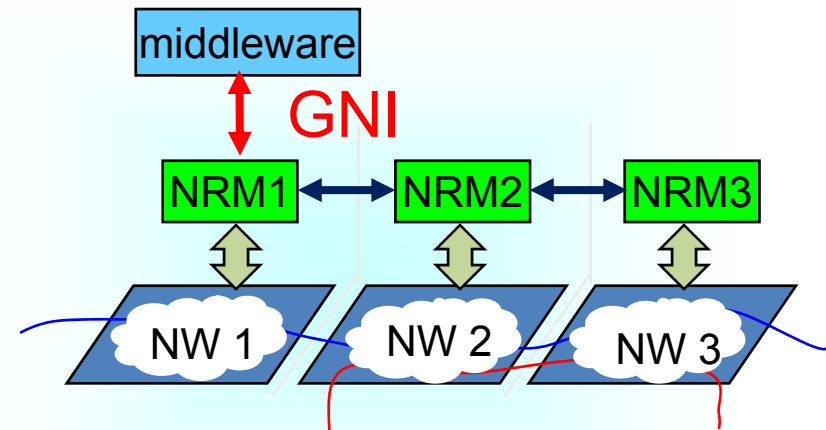 middleware
GNI
NRM1
NRM2
NRM3
NW 1
NW 2
NW 3